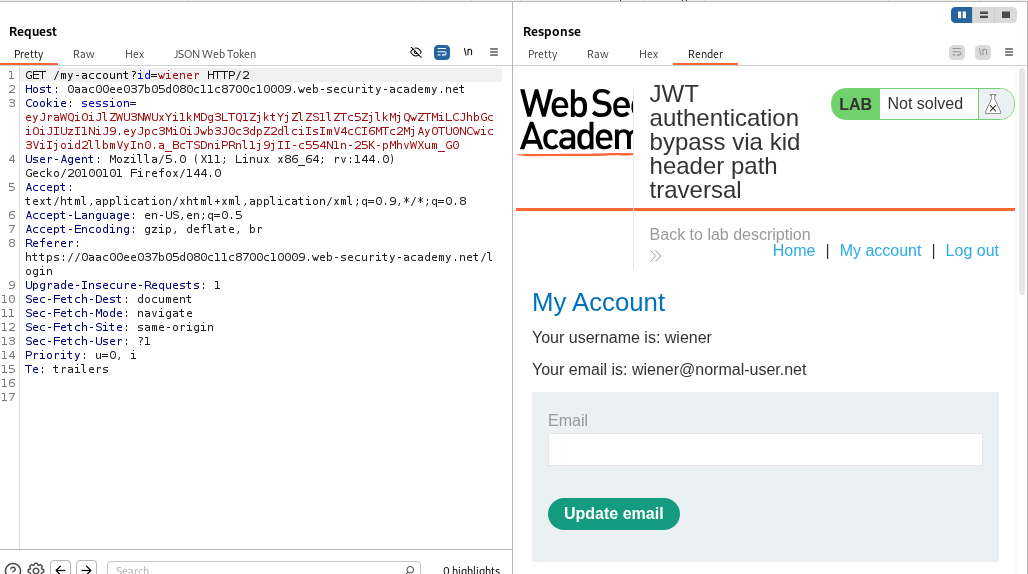 Request
Pretty Raw Hex JSON Web Token \n
1 GET /my-account?id=wiener HTTP/2
2 Host: 0aac00ee037b05d080c11c8700c10009.web-security-academy.net
3 Cookie: session=
eyJraWQiOiJlZWU3NWUxYi1kMDg3LTQ1ZjktYjZlZS1lZTc5ZjlkMjQwZTMiLCJhbGc
iOiJIUzI1NiJ9.eyJpc3MiOiJwb3J0c3dpZ2dlciIsImV4cCI6MTc2MjAyOTU0NCwic
3ViIjoid2llbmVyIn0.a_BcTSDniPRnl1j9jII-c554N1n-25K-pMhvWXum_G0
4 User-Agent: Mozilla/5.0 (X11; Linux x86_64; rv:144.0)
Gecko/20100101 Firefox/144.0
5 Accept:
text/html,application/xhtml+xml,application/xml;q=0.9,*/*;q=0.8
6 Accept-Language: en-US,en;q=0.5
7 Accept-Encoding: gzip, deflate, br
8 Referer:
https://0aac00ee037b05d080c11c8700c10009.web-security-academy.net/l
ogin
9 Upgrade-Insecure-Requests: 1
10 Sec-Fetch-Dest: document
11 Sec-Fetch-Mode: navigate
12 Sec-Fetch-Site: same-origin
13 Sec-Fetch-User: ?1
14 Priority: u=0, i
15 Te: trailers
16
17
Search 0 highlights
Response
Pretty Raw Hex Render \n
Web Se
Academ
JWT
authentication
bypass via kid
header path
traversal
LAB Not solved
Back to lab description
Home | My account | Log out
My Account
Your username is: wiener
Your email is: wiener@normal-user.net
Email
Update email